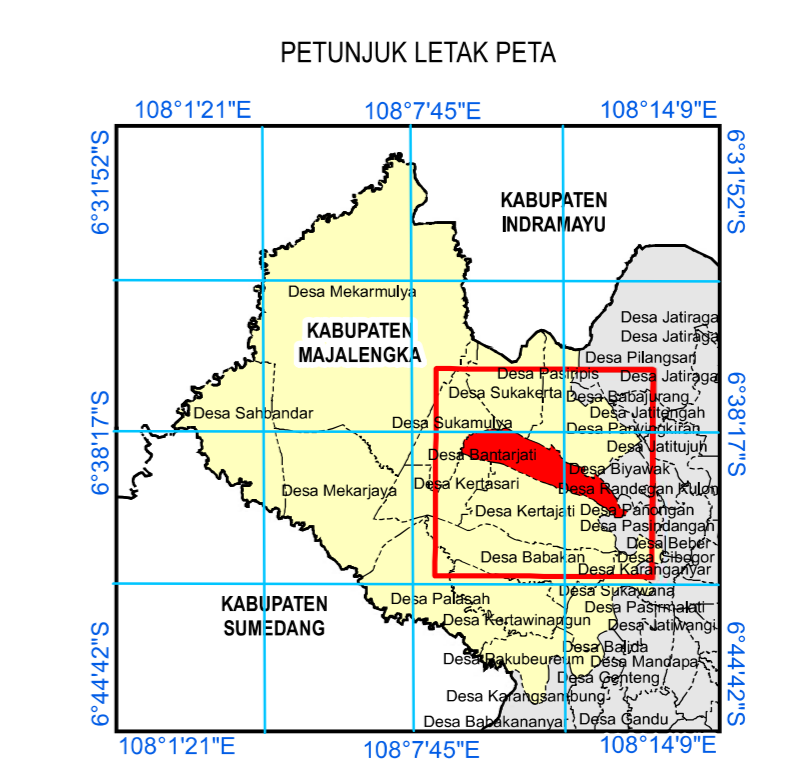 PETUNJUK LETAK PETA
108°1'21"E
108°7'45"E
108°14'9"E
6°31'52"S
6°31'52"S
KABUPATEN
INDRAMAYU
Desa Mekarmulya
Desa Jatiraga
KABUPATEN
MAJALENGKA
Desa Jatiraga
Desa Pilangsari
Desa Pasiripis
Desa Jatiraga
Desa Sukakerta
Desa Babajurang
Desa Sahbandar
Desa Jatitengah
Desa Sukamulya
Desa Panyingkiran
6°38'17"S
6°38'17"S
Desa Jatitujuh
Desa Bantarjati
Desa Biyawak
Desa Mekarjaya
Desa Kertasari
Desa Randegan Kulon
Desa Kertajati
Desa Panongan
Desa Pasindangan
Desa Beber
Desa Babakan
Desa Cibogor
Desa Karanganyar
Desa Sukawana
KABUPATEN
SUMEDANG
Desa Palasah
Desa Pasirmalati
Desa Kertawinangun
Desa Jatiwangi
Desa Balida
Desa Pakubeureum
Desa Mandapa
Desa Genteng
Desa Karangsambung
Desa Babakananya
Desa Gandu
6°44'42"S
6°44'42"S
108°1'21"E
108°7'45"E
108°14'9"E